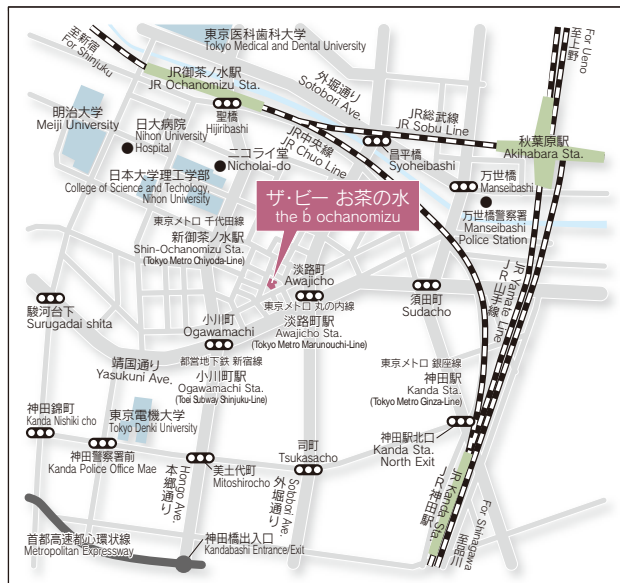 東京医科歯科大学
Tokyo Medical and Dental University
至新宿
For Shinjuku
JR御茶ノ水駅
JR Ochanomizu Sta.
外堀通り
Sotobori Ave.
至上野
For Ueno
明治大学
Meiji University
日大病院
Nihon University
Hospital
聖橋
Hijiribashi
JR中央線
JR Chuo Line
JR総武線
JR Sobu Line
昌平橋
Syoheibashi
秋葉原駅
Akihabara Sta.
ニコライ堂
Nicholai-do
日本大学理工学部
College of Science and Techology,
Nihon University
万世橋
Manseibashi
万世橋警察署
Manseibashi
Police Station
ザ・ビー お茶の水
the b ochanomizu
東京メトロ 千代田線
新御茶ノ水駅
Shin-Ochanomizu Sta.
(Tokyo Metro Chiyoda-Line)
淡路町
Awajicho
東京メトロ 丸の内線
淡路町駅
Awajicho Sta.
(Tokyo Metro Marunouchi-Line)
須田町
Sudacho
JR Yamate Line
JR山手線
駿河台下
Surugadai shita
小川町
Ogawamachi
都営地下鉄 新宿線
小川町駅
Ogawamachi Sta.
(Toei Subway Shinjuku-Line)
靖国通り
Yasukuni Ave.
東京メトロ 銀座線
神田駅
Kanda Sta.
(Tokyo Metro Ginza-Line)
神田錦町
Kanda Nishiki cho
東京電機大学
Tokyo Denki University
神田警察署前
Kanda Police Office Mae
美土代町
Mitoshirocho
司町
Tsukasacho
神田駅北口
Kanda Sta.
North Exit
本郷通り
Hongo Ave.
外堀通り
Sotobori Ave.
JR Kanda Sta.
JR神田駅
For Shinagawa
至品川
首都高速都心環状線
Metropolitan Expressway
神田橋出入口
Kandabashi Entrance/Exit